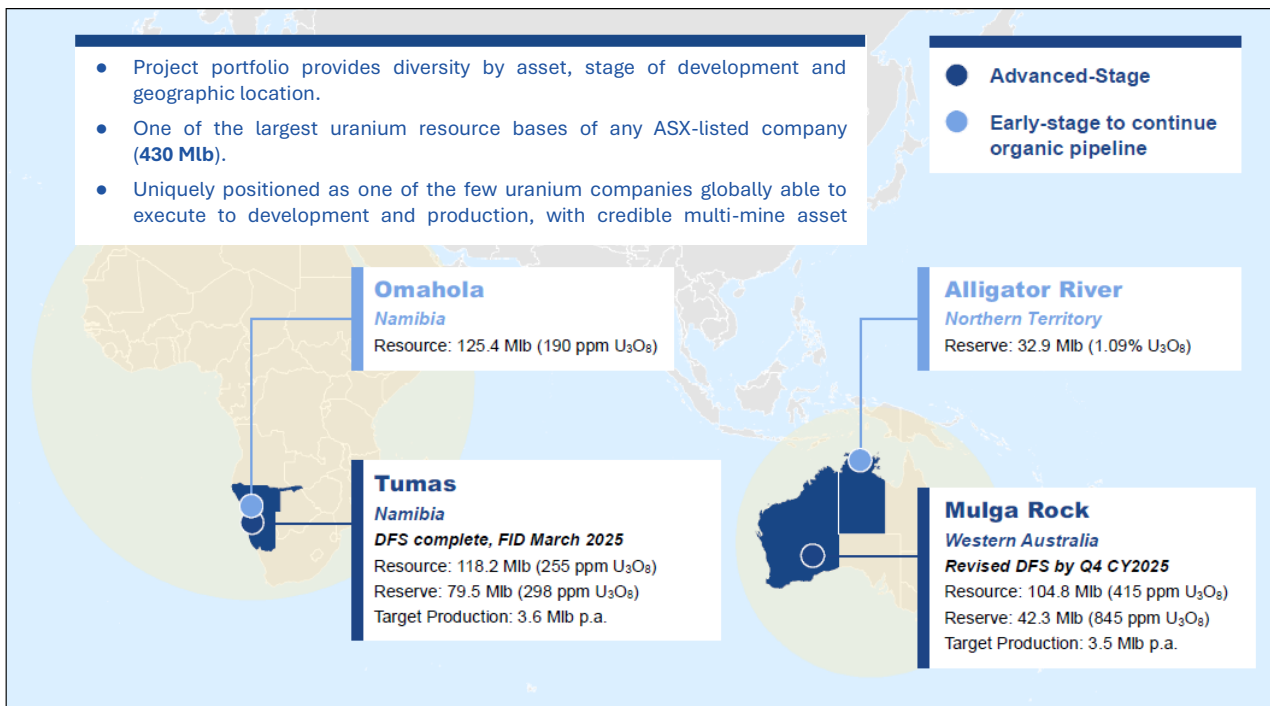 ● Project portfolio provides diversity by asset, stage of development and
geographic location.
● One of the largest uranium resource bases of any ASX-listed company
(430 Mlb).
● Uniquely positioned as one of the few uranium companies globally able to
execute to development and production, with credible multi-mine asset
Advanced-Stage
Early-stage to continue
organic pipeline
Omahola
Namibia
Resource: 125.4 Mlb (190 ppm U₃O₈)
Alligator River
Northern Territory
Reserve: 32.9 Mlb (1.09% U₃O₈)
Tumas
Namibia
DFS complete, FID March 2025
Resource: 118.2 Mlb (255 ppm U₃O₈)
Reserve: 79.5 Mlb (298 ppm U₃O₈)
Target Production: 3.6 Mlb p.a.
Mulga Rock
Western Australia
Revised DFS by Q4 CY2025
Resource: 104.8 Mlb (415 ppm U₃O₈)
Reserve: 42.3 Mlb (845 ppm U₃O₈)
Target Production: 3.5 Mlb p.a.